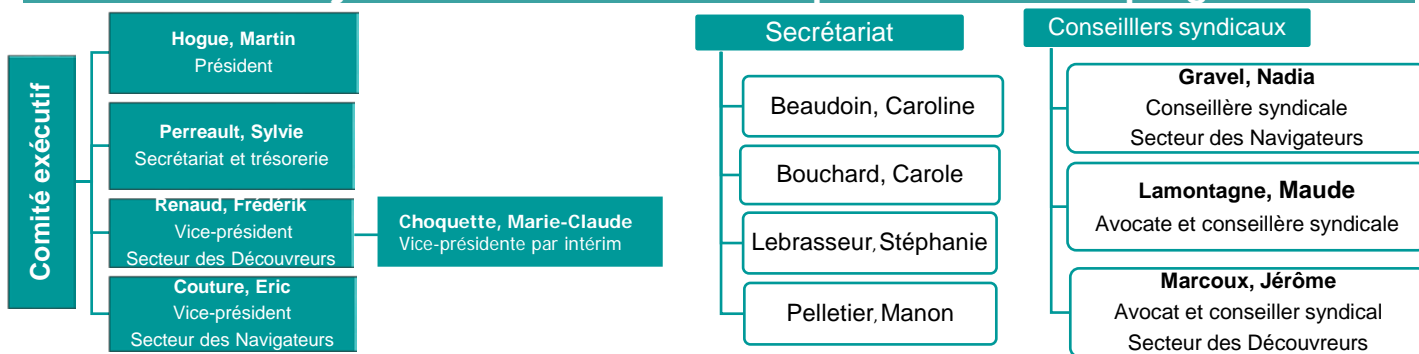 Comité exécutif
Hogue, Martin
Président
Perreault, Sylvie
Secrétariat et trésorerie
Renaud, Frédérik
Vice-président
Secteur des Découvreurs
Choquette, Marie-Claude
Vice-présidente par intérim
Couture, Eric
Vice-président
Secteur des Navigateurs
Secrétariat
Beaudoin, Caroline
Bouchard, Carole
Lebrasseur, Stéphanie
Pelletier, Manon
Conseilllers syndicaux
Gravel, Nadia
Conseillère syndicale
Secteur des Navigateurs
Lamontagne, Maude
Avocate et conseillère syndicale
Marcoux, Jérôme
Avocat et conseiller syndical
Secteur des Découvreurs